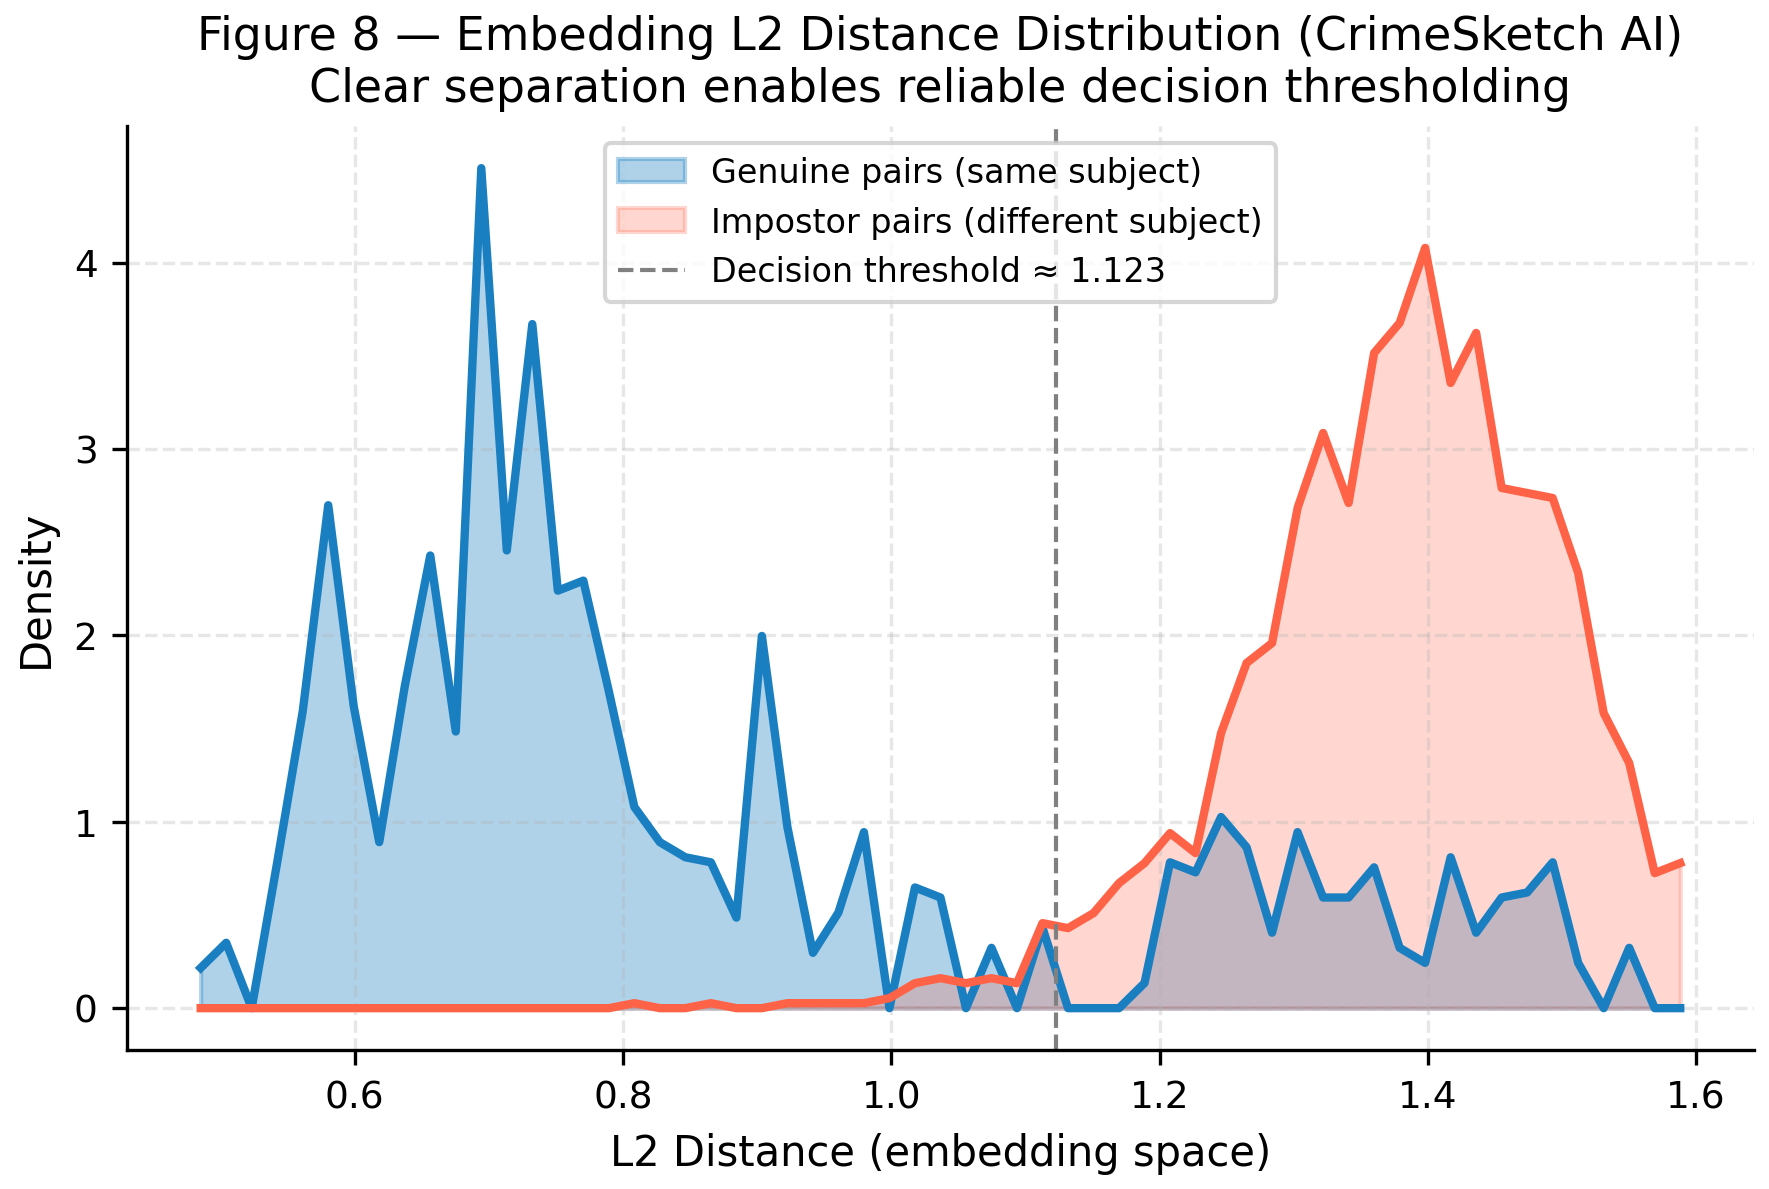 Figure 8 — Embedding L2 Distance Distribution (CrimeSketch AI)
Clear separation enables reliable decision thresholding
Genuine pairs (same subject)
Impostor pairs (different subject)
Decision threshold ≈ 1.123
Density
4
3
2
1
0
0.6
0.8
1.0
1.2
1.4
1.6
L2 Distance (embedding space)